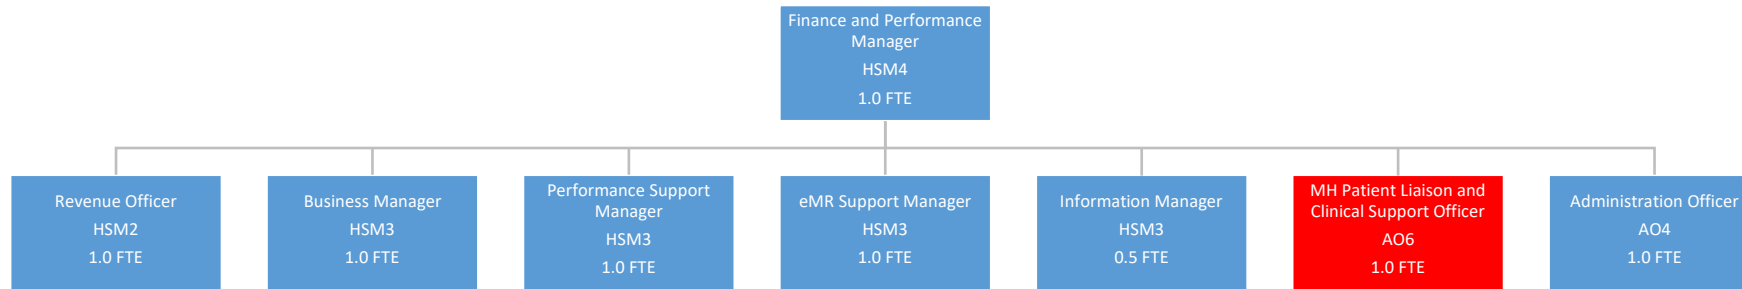 Finance and Performance
Manager
HSM4
1.0 FTE
Revenue Officer
HSM2
1.0 FTE
Business Manager
HSM3
1.0 FTE
Performance Support
Manager
HSM3
1.0 FTE
eMR Support Manager
HSM3
1.0 FTE
Information Manager
HSM3
0.5 FTE
MH Patient Liaison and
Clinical Support Officer
AO6
1.0 FTE
Administration Officer
AO4
1.0 FTE